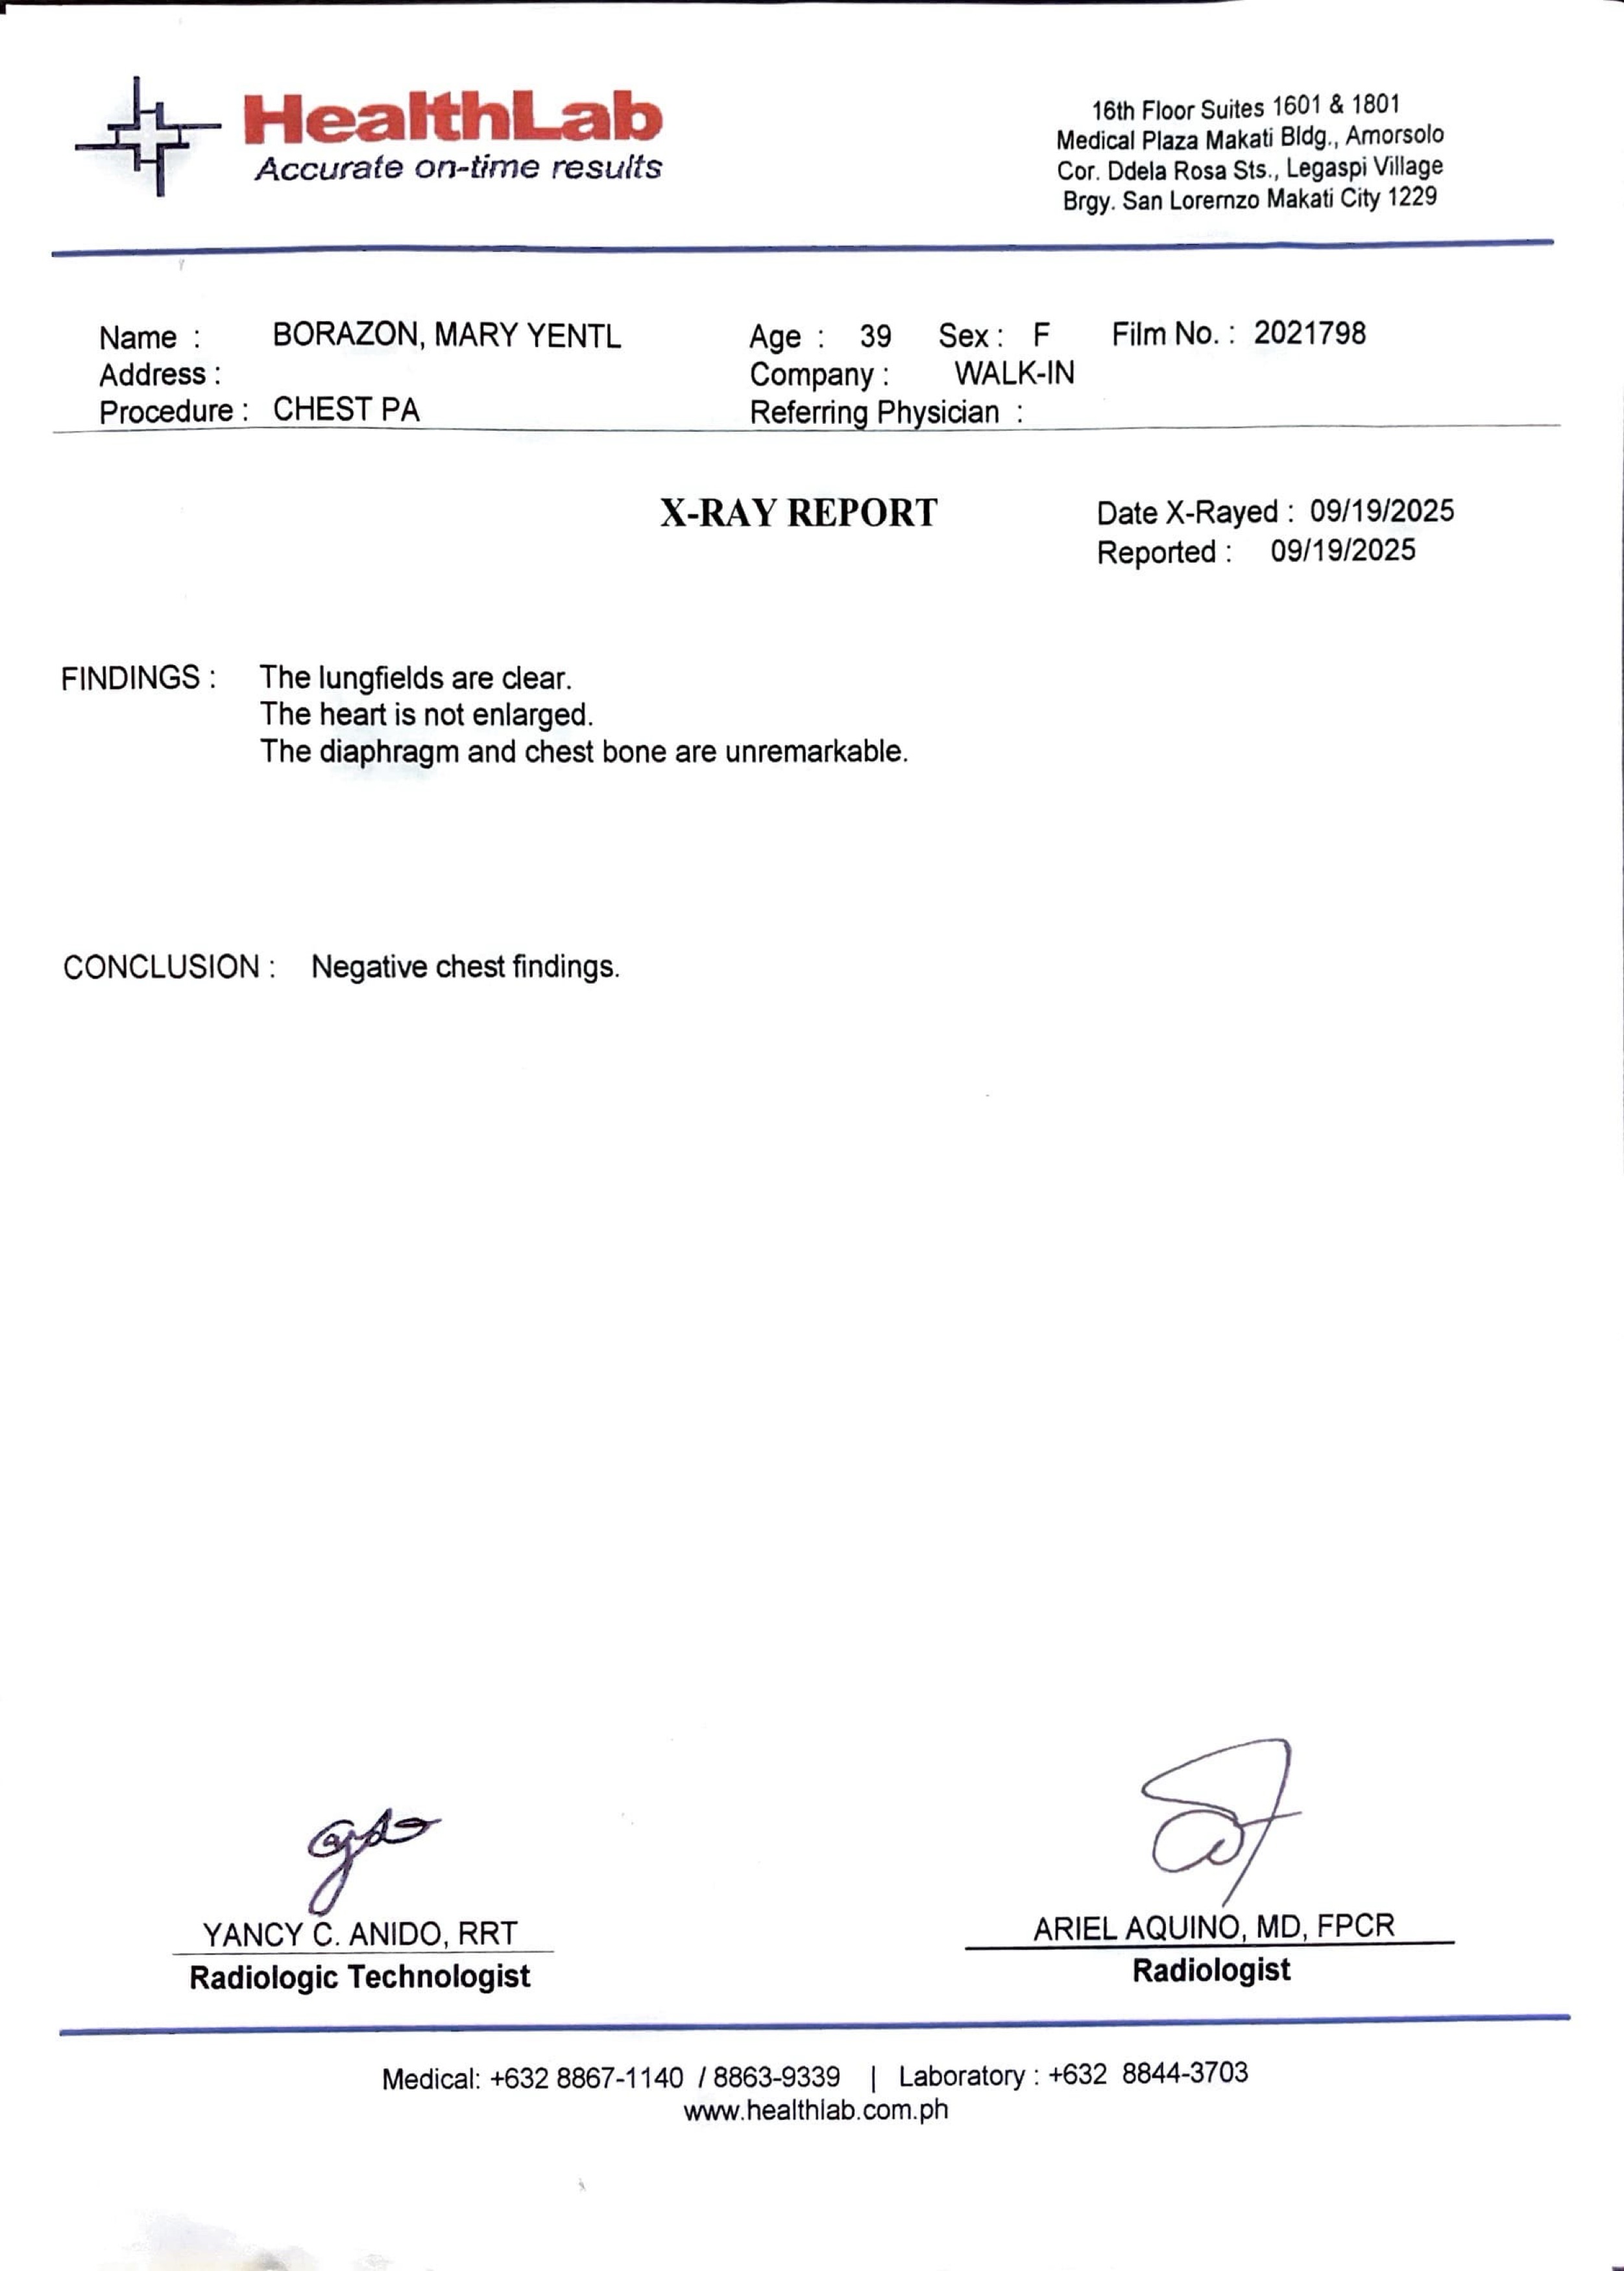 HealthLab
Accurate on-time results
16th Floor Suites 1601 & 1801
Medical Plaza Makati Bldg., Amorsolo
Cor. Ddela Rosa Sts., Legaspi Village
Brgy. San Lorernzo Makati City 1229
Name : BORAZON, MARY YENTL Age : 39 Sex : F Film No. : 2021798
Address : Company : WALK-IN
Procedure : CHEST PA Referring Physician :
X-RAY REPORT
Date X-Rayed : 09/19/2025
Reported : 09/19/2025
FINDINGS : The lungfields are clear.
The heart is not enlarged.
The diaphragm and chest bone are unremarkable.
CONCLUSION : Negative chest findings.
YANCY C. ANIDO, RRT
Radiologic Technologist
ARIEL AQUINO, MD, FPCR
Radiologist
Medical: +632 8867-1140 / 8863-9339 | Laboratory : +632 8844-3703
www.healthlab.com.ph